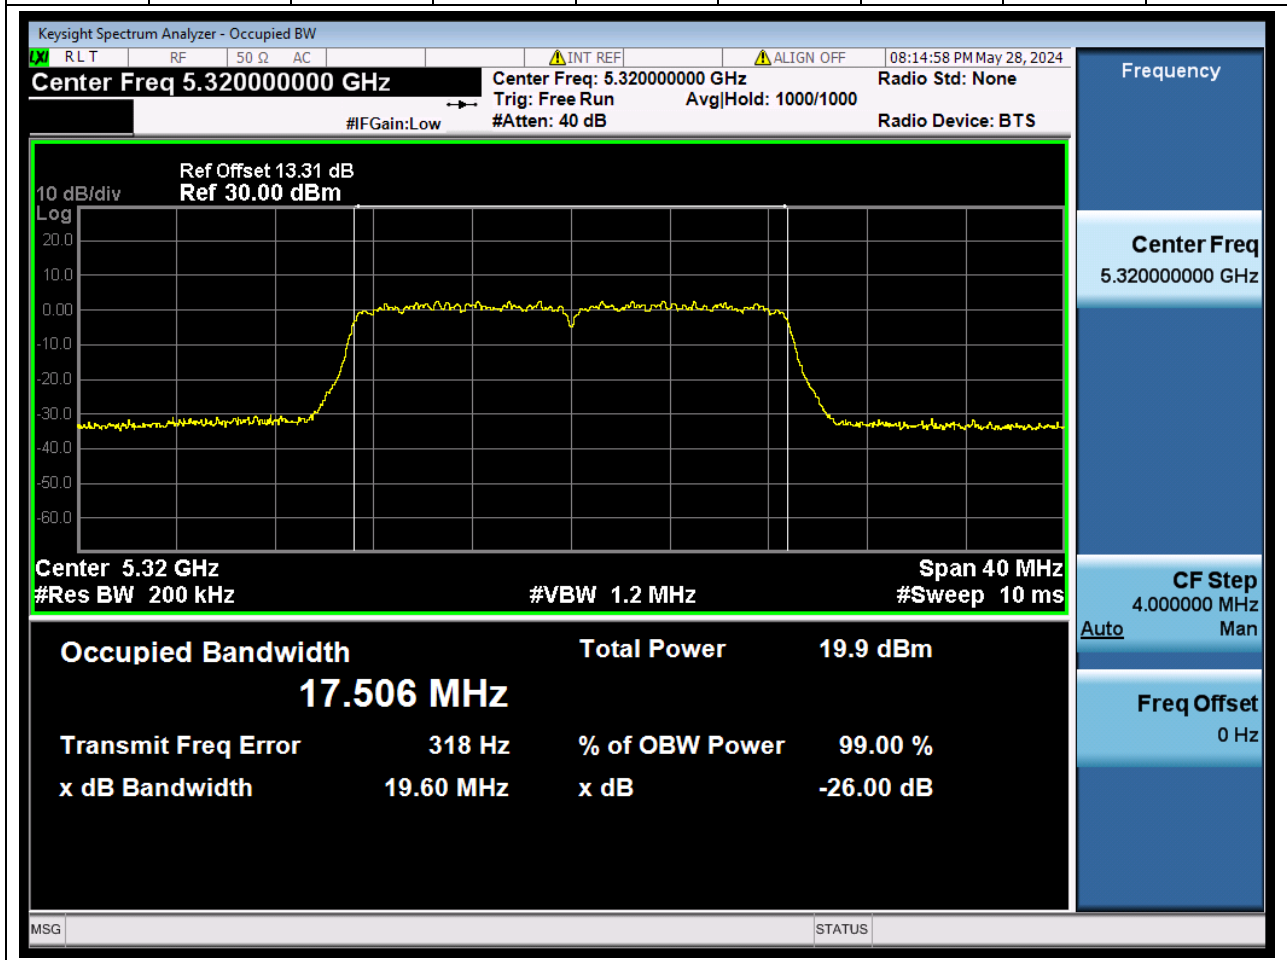 Keysight Spectrum Analyzer - Occupied BW
LXI RLT RF 50 Ω AC INT REF ALIGN OFF 08:14:58 PM May 28, 2024
Center Freq 5.320000000 GHz
Center Freq: 5.320000000 GHz Radio Std: None
Trig: Free Run Avg|Hold: 1000/1000
#IFGain:Low #Atten: 40 dB Radio Device: BTS
Ref Offset 13.31 dB
10 dB/div Ref 30.00 dBm
Log
20.0
10.0
0.00
-10.0
-20.0
-30.0
-40.0
-50.0
-60.0
Center 5.32 GHz Span 40 MHz
#Res BW 200 kHz #VBW 1.2 MHz #Sweep 10 ms
Occupied Bandwidth Total Power 19.9 dBm
17.506 MHz
Transmit Freq Error 318 Hz % of OBW Power 99.00 %
x dB Bandwidth 19.60 MHz x dB -26.00 dB
MSG STATUS
Frequency
Center Freq
5.320000000 GHz
CF Step
4.000000 MHz
Auto Man
Freq Offset
0 Hz